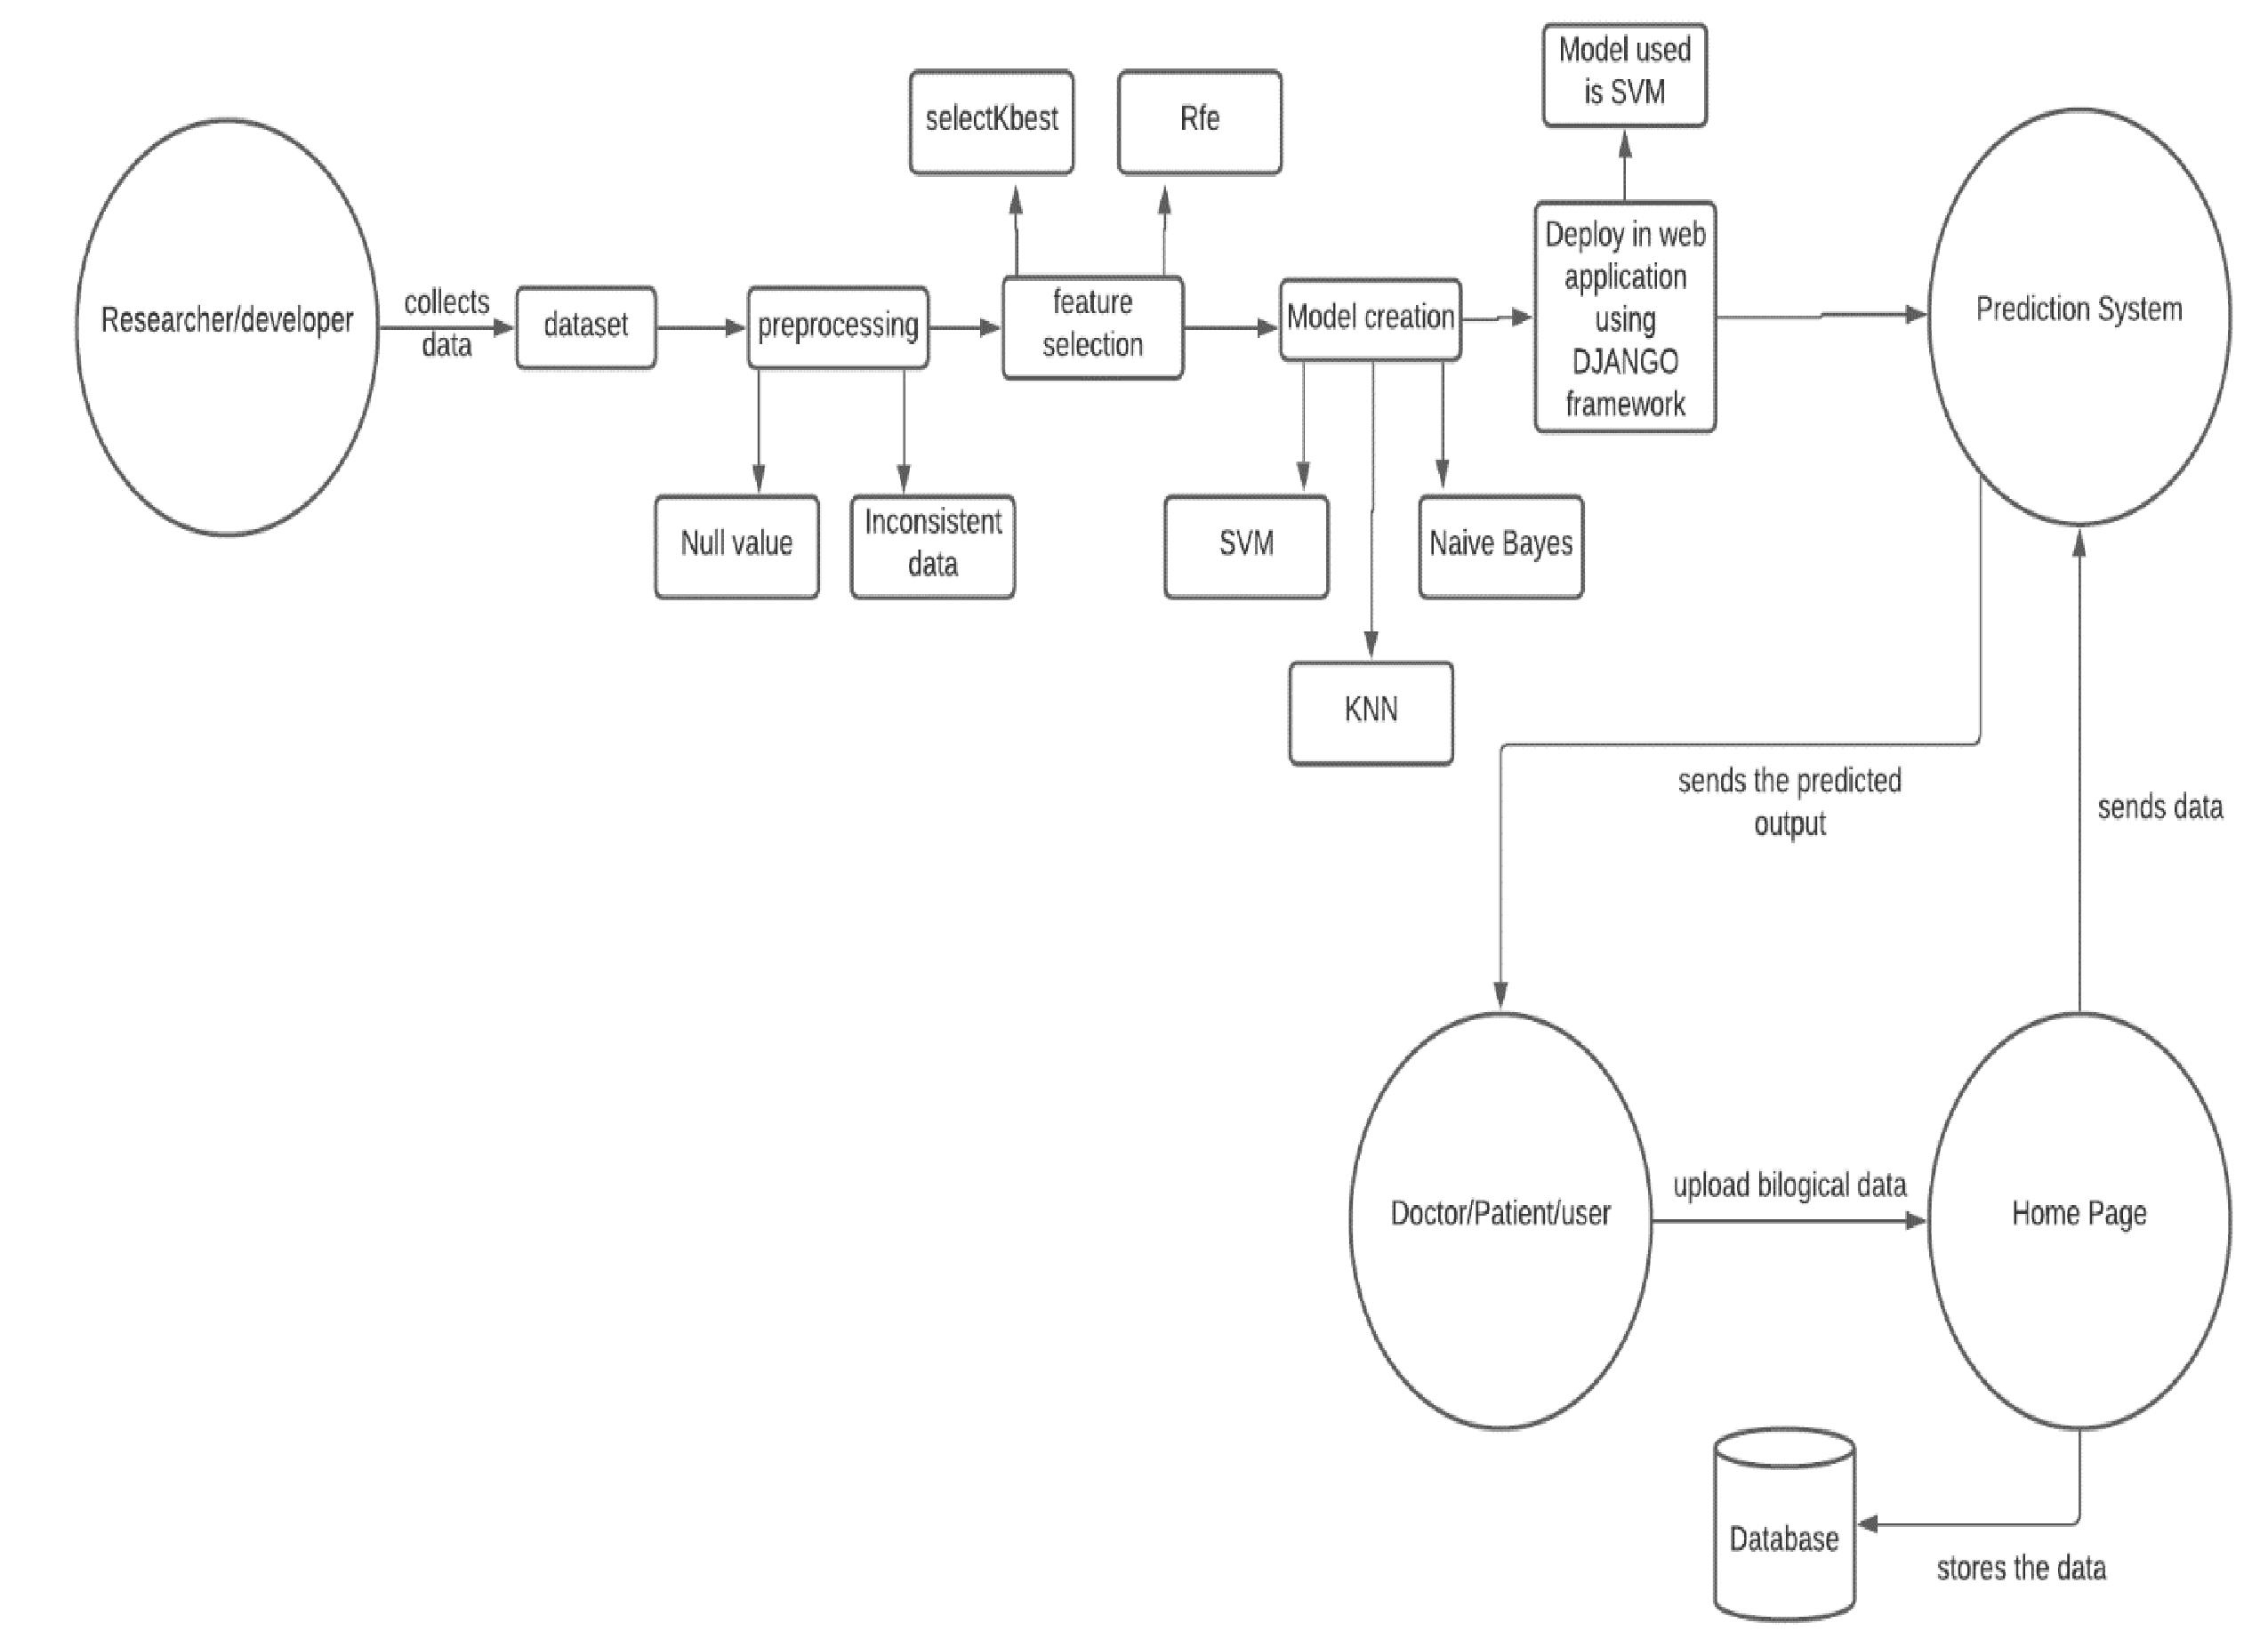 Model used
is SVM
selectKbest
Rfe
Researcher/developer
collects
data
dataset
preprocessing
feature
selection
Model creation
Deploy in web
application
using
DJANGO
framework
Prediction System
Null value
Inconsistent
data
SVM
Naive Bayes
KNN
sends the predicted
output
sends data
Doctor/Patient/user
upload bilogical data
Home Page
Database
stores the data